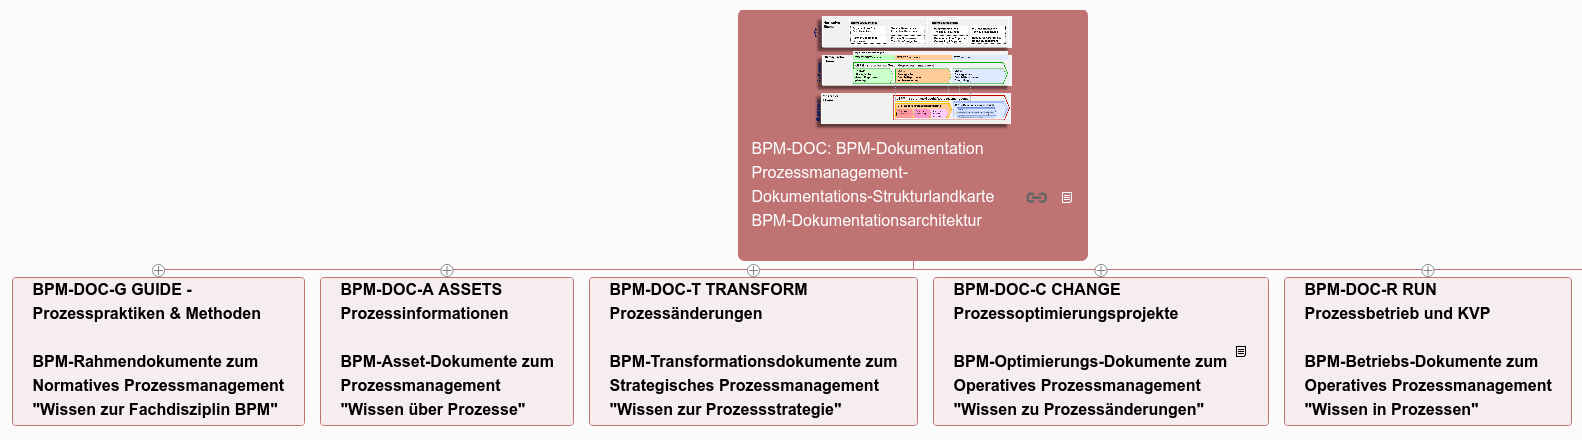 BPM-DOC: BPM-Dokumentation
Prozessmanagement-
Dokumentations-Strukturlandkarte
BPM-Dokumentationsarchitektur
BPM-DOC-G GUIDE -
Prozesspraktiken & Methoden
BPM-Rahmendokumente zum
Normatives Prozessmanagement
"Wissen zur Fachdisziplin BPM"
BPM-DOC-A ASSETS
Prozessinformationen
BPM-Asset-Dokumente zum
Prozessmanagement
"Wissen über Prozesse"
BPM-DOC-T TRANSFORM
Prozessänderungen
BPM-Transformationsdokumente zum
Strategisches Prozessmanagement
"Wissen zur Prozessstrategie"
BPM-DOC-C CHANGE
Prozessoptimierungsprojekte
BPM-Optimierungs-Dokumente zum
Operatives Prozessmanagement
"Wissen zu Prozessänderungen"
BPM-DOC-R RUN
Prozessbetrieb und KVP
BPM-Betriebs-Dokumente zum
Operatives Prozessmanagement
"Wissen in Prozessen"